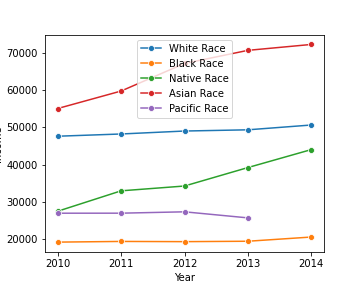 White Race
Black Race
Native Race
Asian Race
Pacific Race
70000
60000
50000
40000
30000
20000
2010 2011 2012 2013 2014
Year